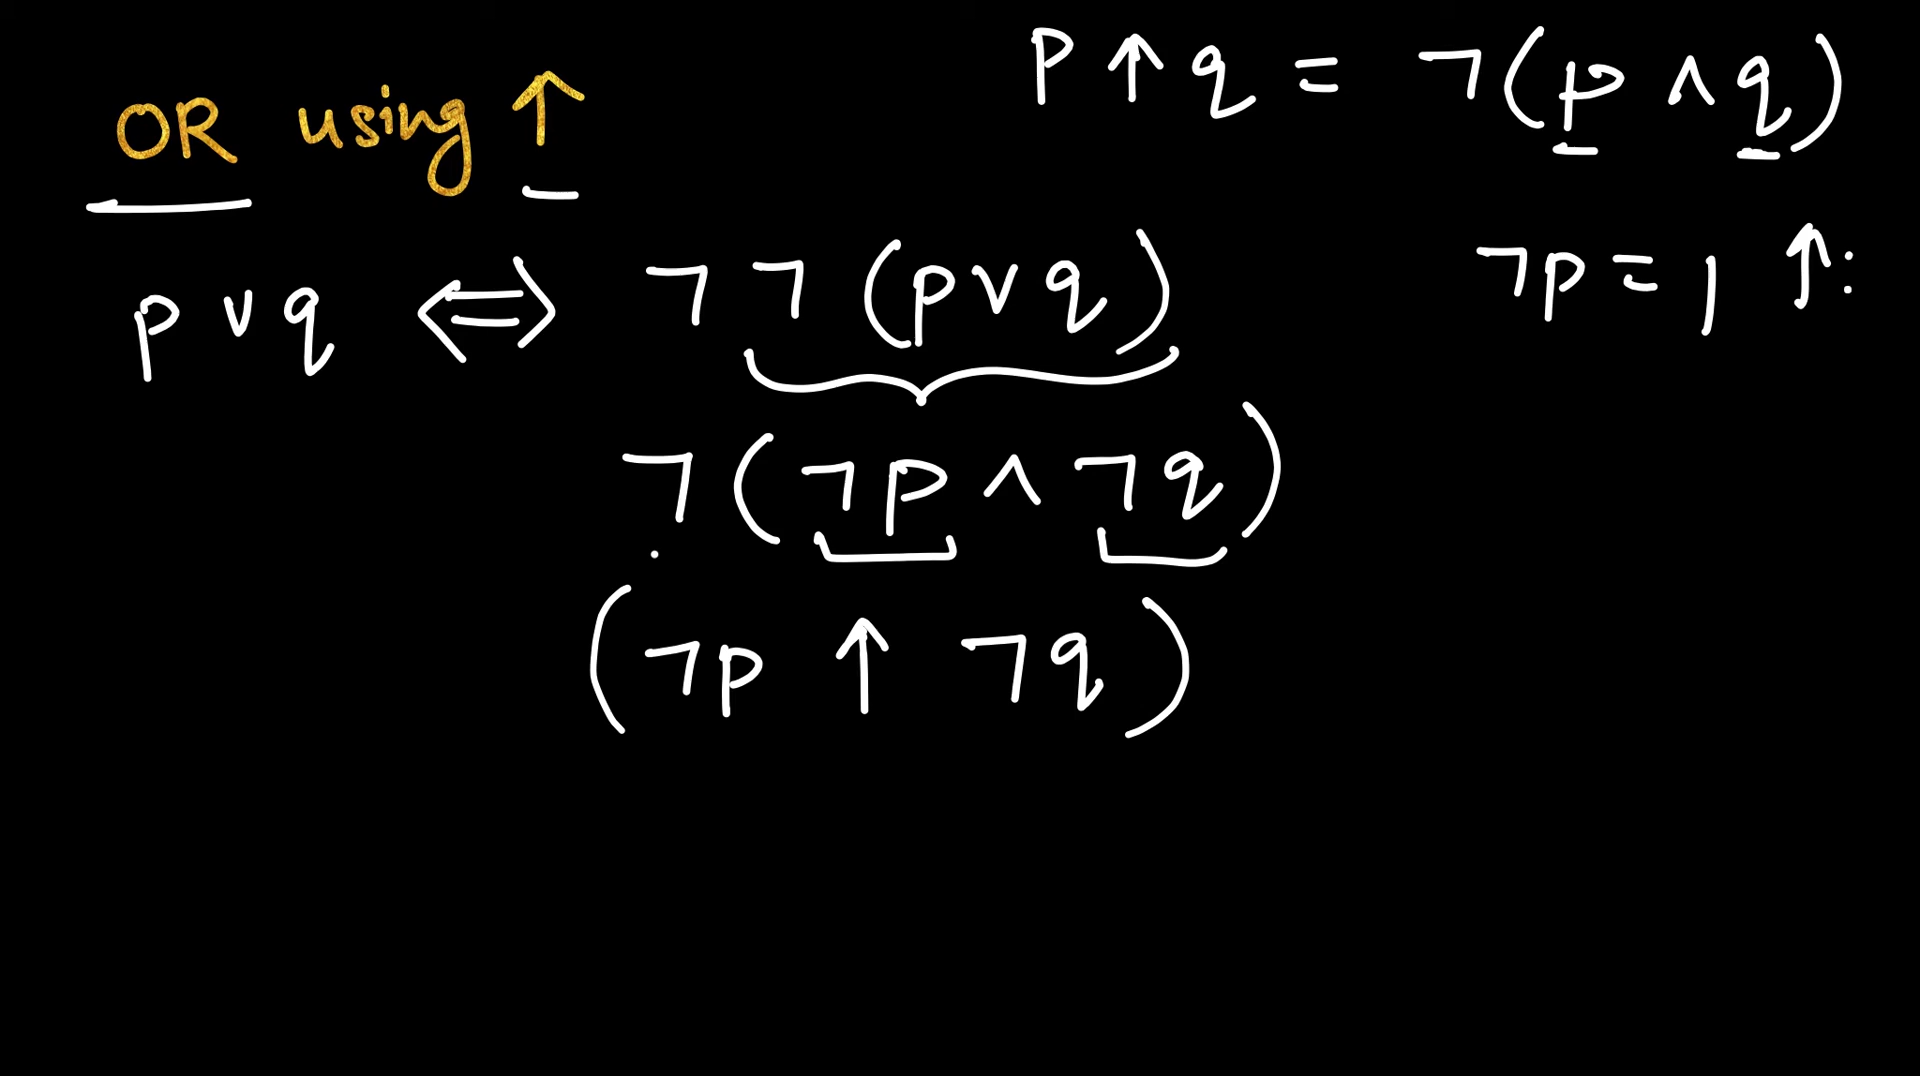 OR using ↑
p ↑ q = ¬(p ∧ q)
p ∨ q ⟺ ¬¬(p ∨ q)
¬p =
¬(¬p ∧ ¬q)
(¬p ↑ ¬q)